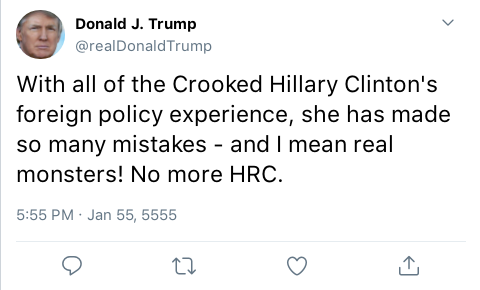 Donald J. Trump
@realDonaldTrump
With all of the Crooked Hillary Clinton's
foreign policy experience, she has made
so many mistakes - and I mean real
monsters! No more HRC.
5:55 PM · Jan 55, 5555